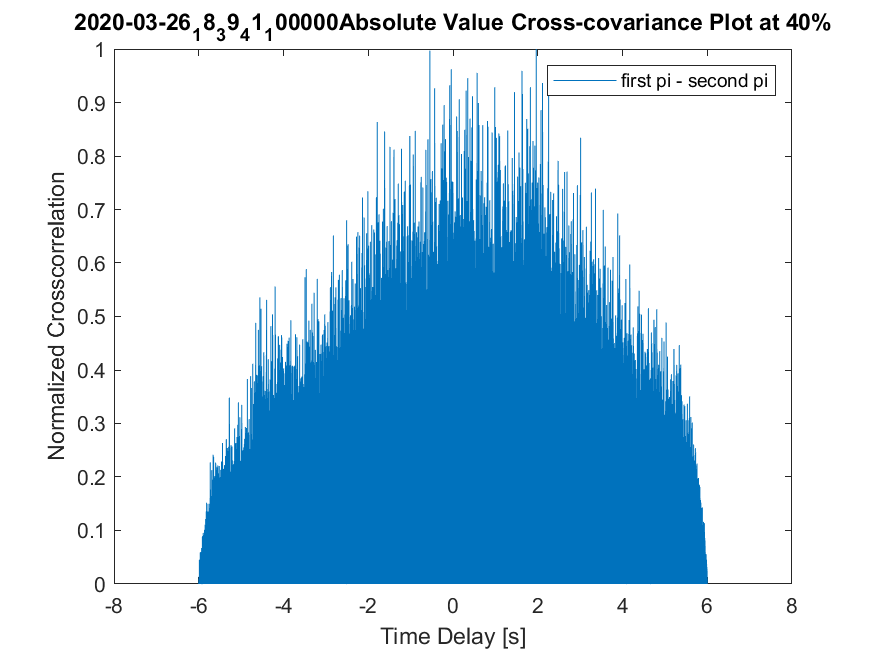 2020-03-26₁8₃9₄1₁00000Absolute Value Cross-covariance Plot at 40%
first pi - second pi
Normalized Crosscorrelation
1
0.9
0.8
0.7
0.6
0.5
0.4
0.3
0.2
0.1
0
-8 -6 -4 -2 0 2 4 6 8
Time Delay [s]